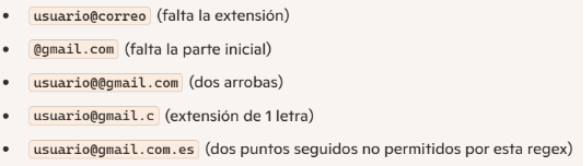 • usuario@correo (falta la extensión)
• @gmail.com (falta la parte inicial)
• usuario@@gmail.com (dos arrobas)
• usuario@gmail.c (extensión de 1 letra)
• usuario@gmail.com.es (dos puntos seguidos no permitidos por esta regex)